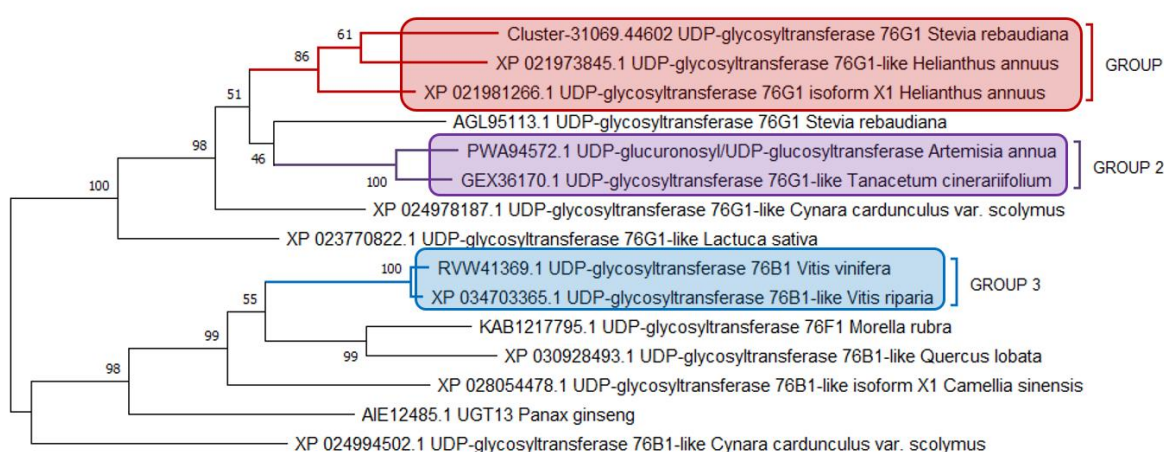 61
Cluster-31069.44602 UDP-glycosyltransferase 76G1 Stevia rebaudiana
86
XP 021973845.1 UDP-glycosyltransferase 76G1-like Helianthus annuus
GROUP
XP 021981266.1 UDP-glycosyltransferase 76G1 isoform X1 Helianthus annuus
51
AGL95113.1 UDP-glycosyltransferase 76G1 Stevia rebaudiana
98
46
PWA94572.1 UDP-glucuronosyl/UDP-glucosyltransferase Artemisia annua
GROUP 2
100
GEX36170.1 UDP-glycosyltransferase 76G1-like Tanacetum cinerariifolium
100
XP 024978187.1 UDP-glycosyltransferase 76G1-like Cynara cardunculus var. scolymus
XP 023770822.1 UDP-glycosyltransferase 76G1-like Lactuca sativa
100
RVW41369.1 UDP-glycosyltransferase 76B1 Vitis vinifera
GROUP 3
XP 034703365.1 UDP-glycosyltransferase 76B1-like Vitis riparia
55
KAB1217795.1 UDP-glycosyltransferase 76F1 Morella rubra
99
99
XP 030928493.1 UDP-glycosyltransferase 76B1-like Quercus lobata
98
XP 028054478.1 UDP-glycosyltransferase 76B1-like isoform X1 Camellia sinensis
AIE12485.1 UGT13 Panax ginseng
XP 024994502.1 UDP-glycosyltransferase 76B1-like Cynara cardunculus var. scolymus